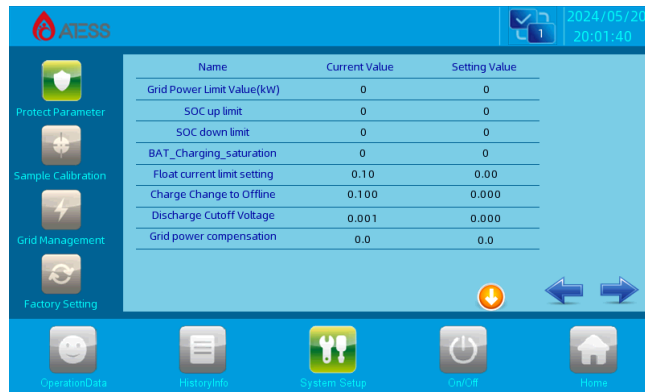 ATESS
1
2024/05/20
20:01:40
Protect Parameter
Sample Calibration
Grid Management
Factory Setting
Name Current Value Setting Value
Grid Power Limit Value(kW) 0 0
SOC up limit 0 0
SOC down limit 0 0
BAT_Charging_saturation 0 0
Float current limit setting 0.10 0.00
Charge Change to Offline 0.100 0.000
Discharge Cutoff Voltage 0.001 0.000
Grid power compensation 0.0 0.0
OperationData HistoryInfo System Setup On/Off Home